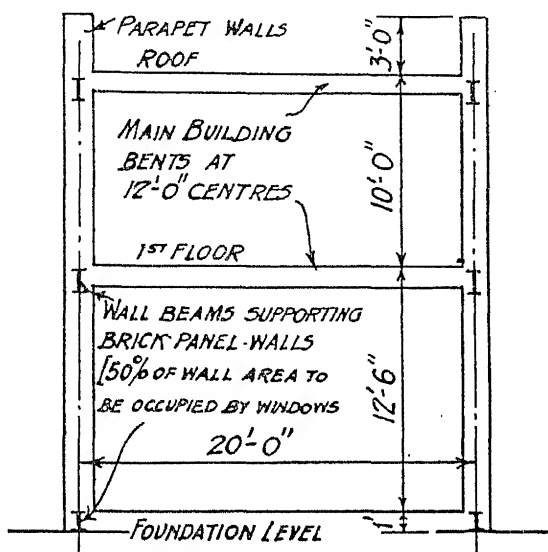 PARAPET WALLS
ROOF
3'-0"
MAIN BUILDING
BENTS AT
12'-0" CENTRES
10'-0"
1ST FLOOR
WALL BEAMS SUPPORTING
BRICK PANEL-WALLS
[50% OF WALL AREA TO
BE OCCUPIED BY WINDOWS
12'-6"
20'-0"
1'
FOUNDATION LEVEL